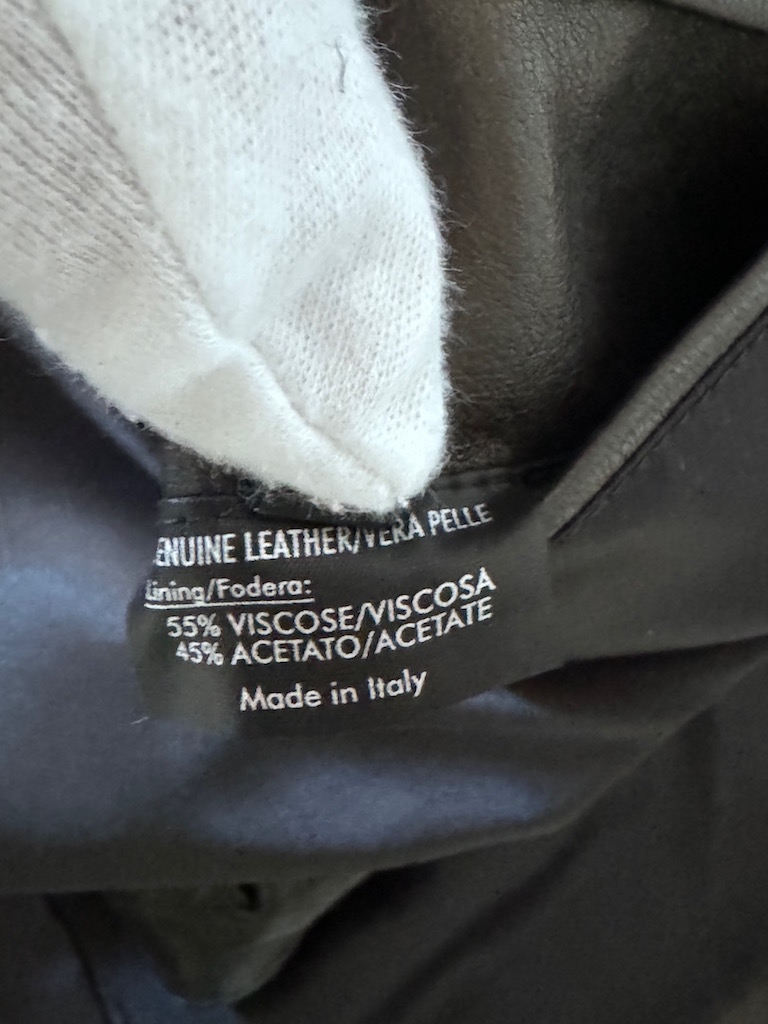 ENUINE LEATHER/VERA PELLE
Lining/Fodera:
55% VISCOSE/VISCOSA
45% ACETATO/ACETATE
Made in Italy